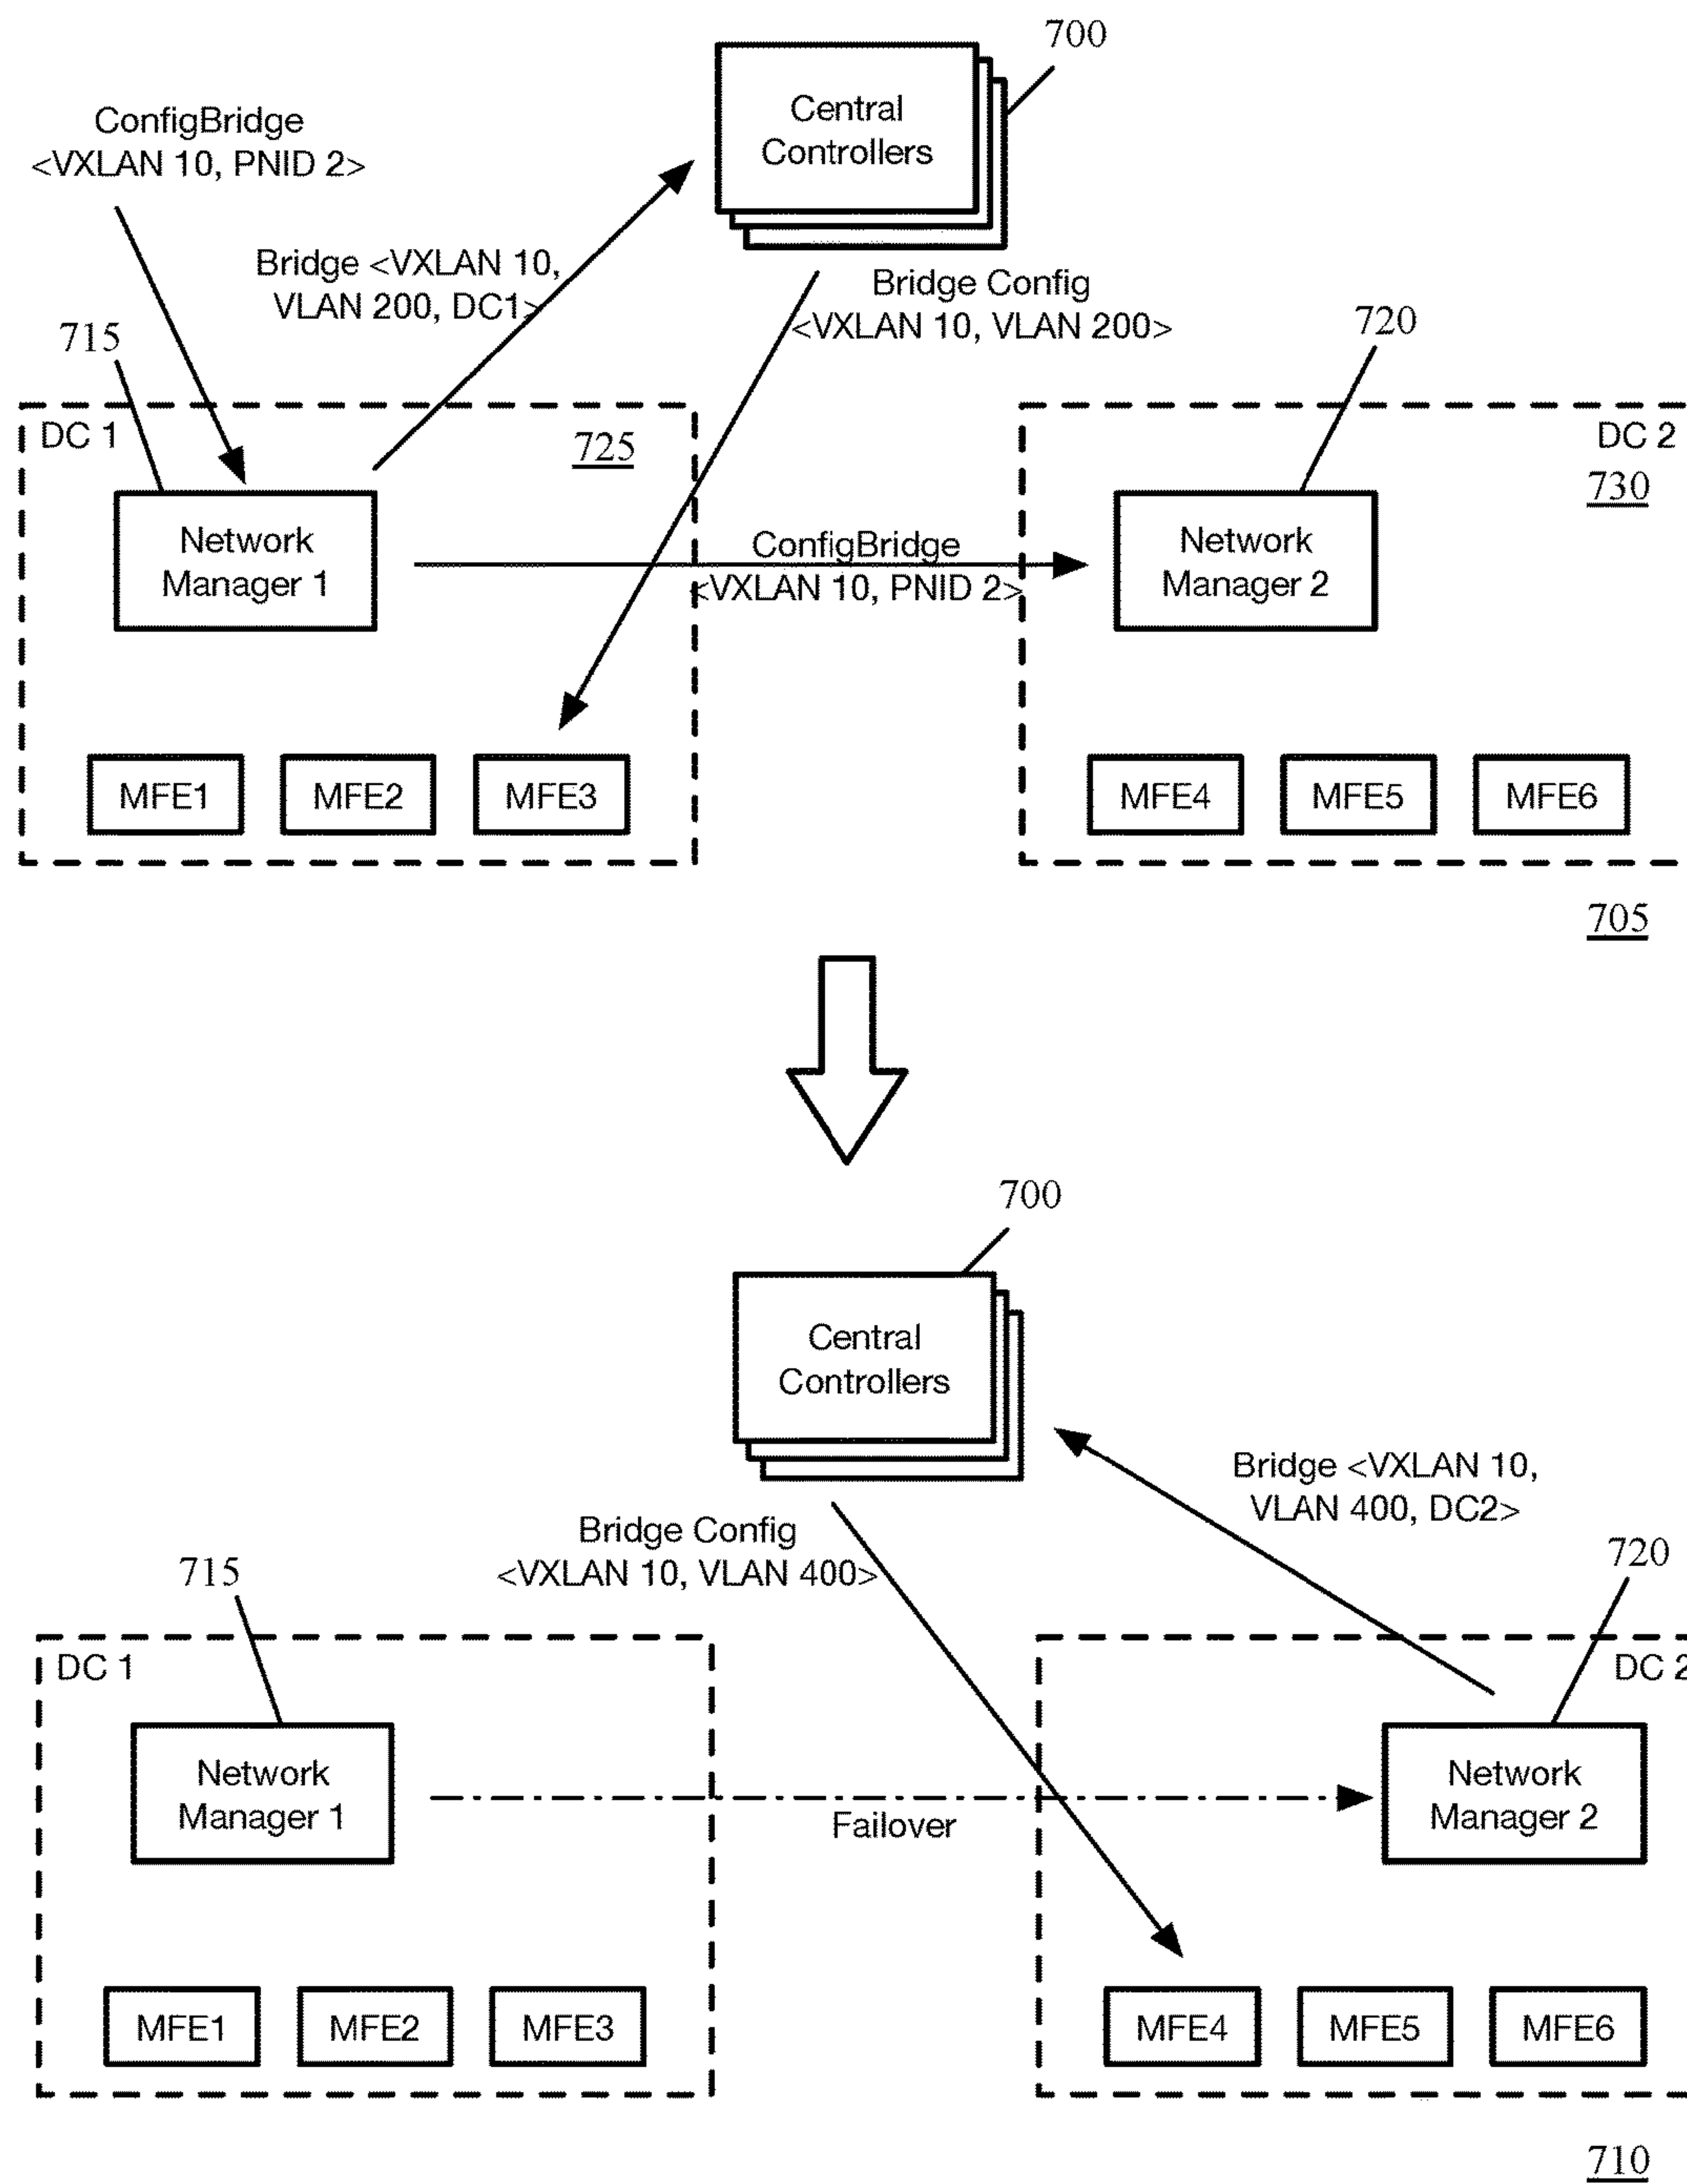 700
Central
Controllers
ConfigBridge
<VXLAN 10, PNID 2>
Bridge <VXLAN 10,
VLAN 200, DC1>
Bridge Config
<VXLAN 10, VLAN 200>
715
720
DC 1
725
DC 2
730
Network
Manager 1
ConfigBridge
<VXLAN 10, PNID 2>
Network
Manager 2
MFE1
MFE2
MFE3
MFE4
MFE5
MFE6
705
700
Central
Controllers
Bridge <VXLAN 10,
VLAN 400, DC2>
Bridge Config
<VXLAN 10, VLAN 400>
715
720
DC 1
DC 2
Network
Manager 1
Failover
Network
Manager 2
MFE1
MFE2
MFE3
MFE4
MFE5
MFE6
710